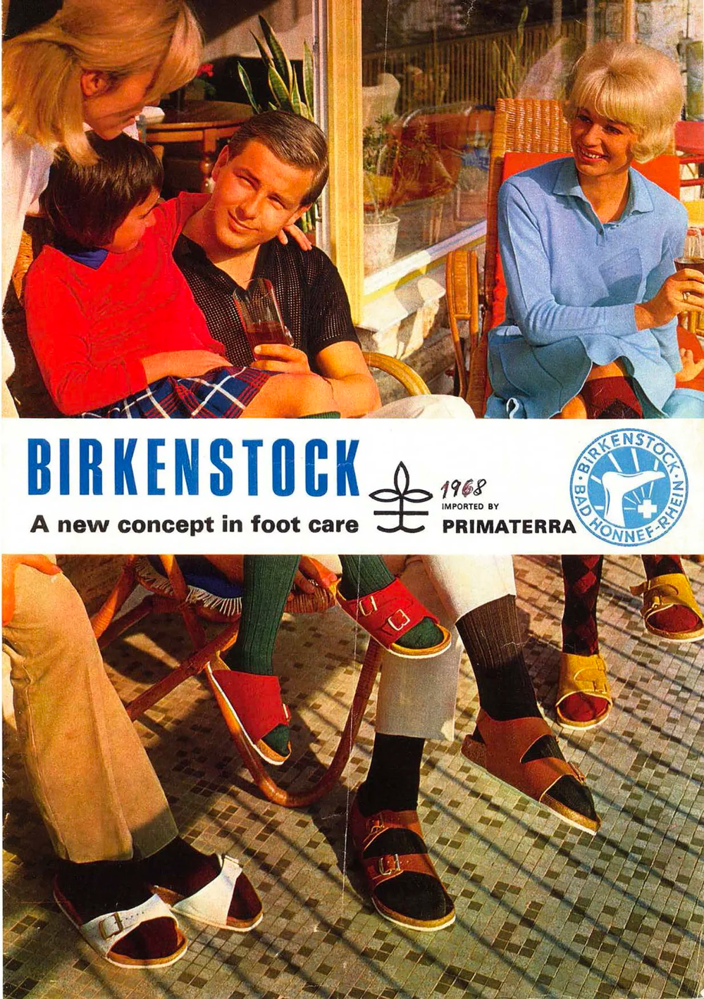 BIRKENSTOCK
A new concept in foot care
1968
IMPORTED BY
PRIMATERRA
· BIRKENSTOCK ·
BAD HONNEF-RHEIN